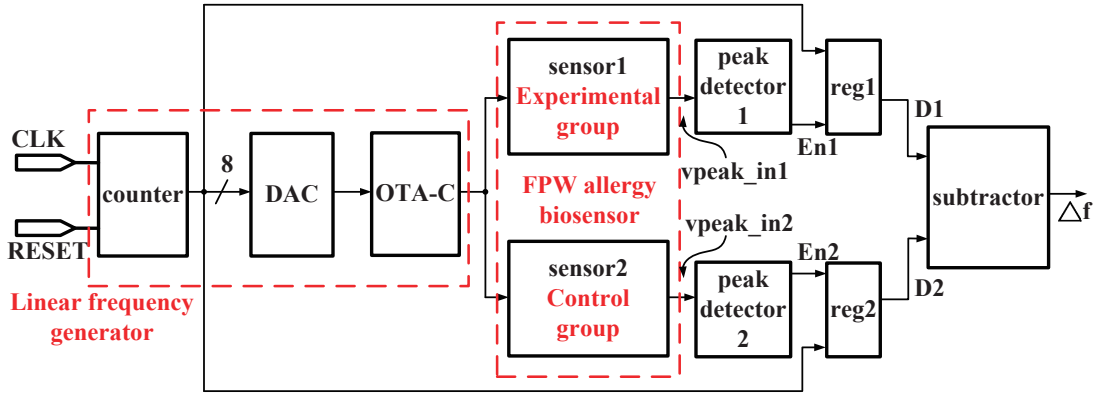 CLK
RESET
counter
8
DAC
OTA-C
Linear frequency
generator
sensor1
Experimental
group
FPW allergy
biosensor
sensor2
Control
group
vpeak_in1
vpeak_in2
peak
detector
1
En1
reg1
D1
peak
detector
2
En2
reg2
D2
subtractor
△f